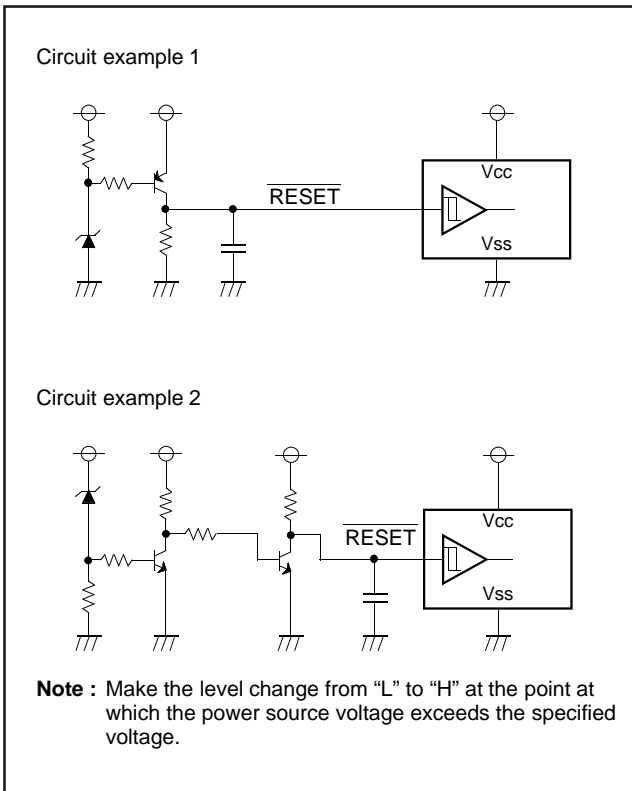 Circuit example 1
RESET
Vcc
Vss
Circuit example 2
RESET
Vcc
Vss
Note : Make the level change from “L” to “H” at the point at
which the power source voltage exceeds the specified
voltage.